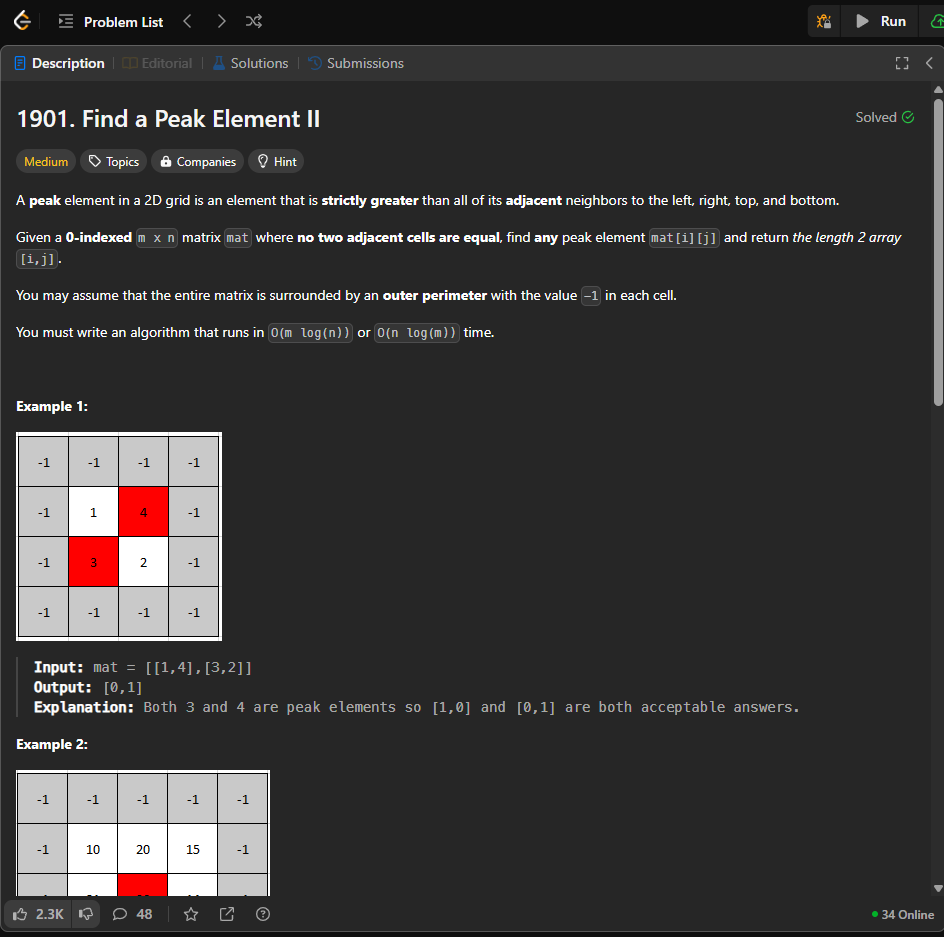 Problem List
Run
Description
Editorial
Solutions
Submissions
1901. Find a Peak Element II
Solved
Medium
Topics
Companies
Hint
A peak element in a 2D grid is an element that is strictly greater than all of its adjacent neighbors to the left, right, top, and bottom.
Given a 0-indexed m x n matrix mat where no two adjacent cells are equal, find any peak element mat[i][j] and return the length 2 array
[i,j].
You may assume that the entire matrix is surrounded by an outer perimeter with the value -1 in each cell.
You must write an algorithm that runs in O(m log(n)) or O(n log(m)) time.
Example 1:
-1 -1 -1 -1
-1 1 4 -1
-1 3 2 -1
-1 -1 -1 -1
Input: mat = [[1,4],[3,2]]
Output: [0,1]
Explanation: Both 3 and 4 are peak elements so [1,0] and [0,1] are both acceptable answers.
Example 2:
-1 -1 -1 -1 -1
-1 10 20 15 -1
2.3K
48
34 Online